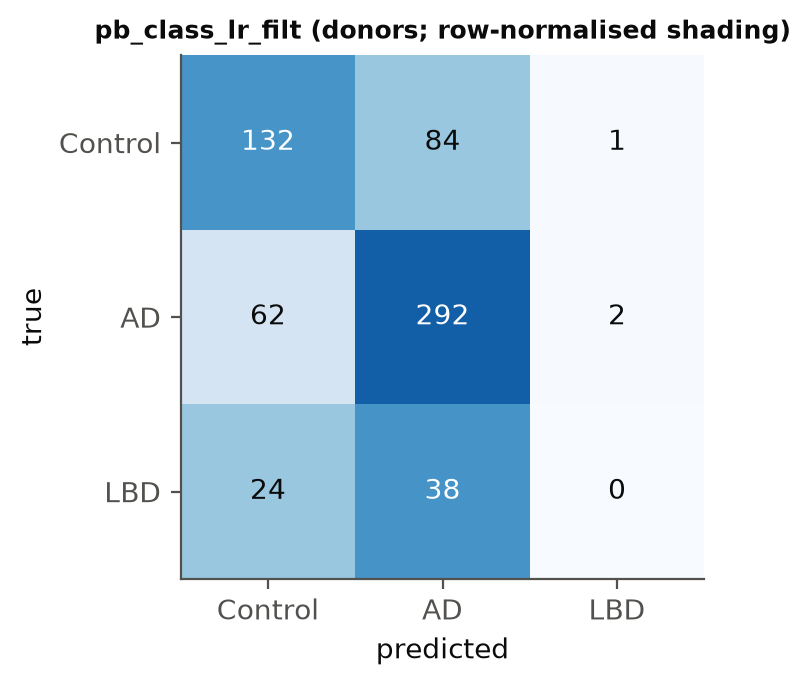 pb_class_lr_filt (donors; row-normalised shading)
Control 132 84 1
true
AD 62 292 2
LBD 24 38 0
Control AD LBD
predicted